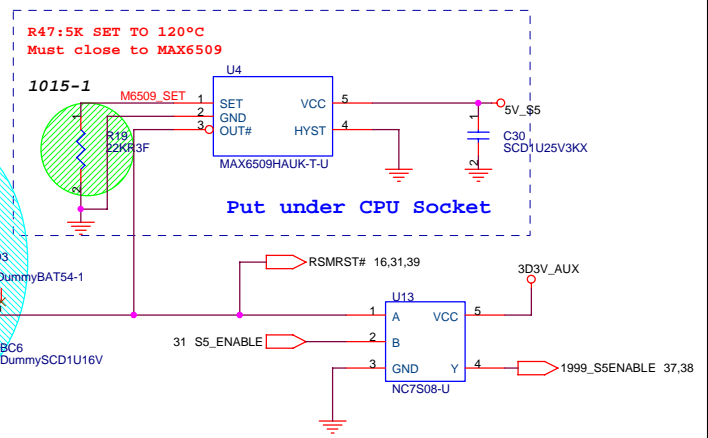 R47:5K SET TO 120ºC
Must close to MAX6509
1015-1
U4
M6509_SET
1 SET VCC 5
2 GND
3 OUT# HYST 4
MAX6509HAUK-T-U
5V_S5
1
C30
SCD1U25V3KX
2
1
R19
22KR3F
2
Put under CPU Socket
D3
DummyBAT54-1
RSMRST# 16,31,39
3D3V_AUX
U13
1 A VCC 5
31 S5_ENABLE 2 B
3 GND Y 4
1999_S5ENABLE 37,38
NC7S08-U
BC6
DummySCD1U16V